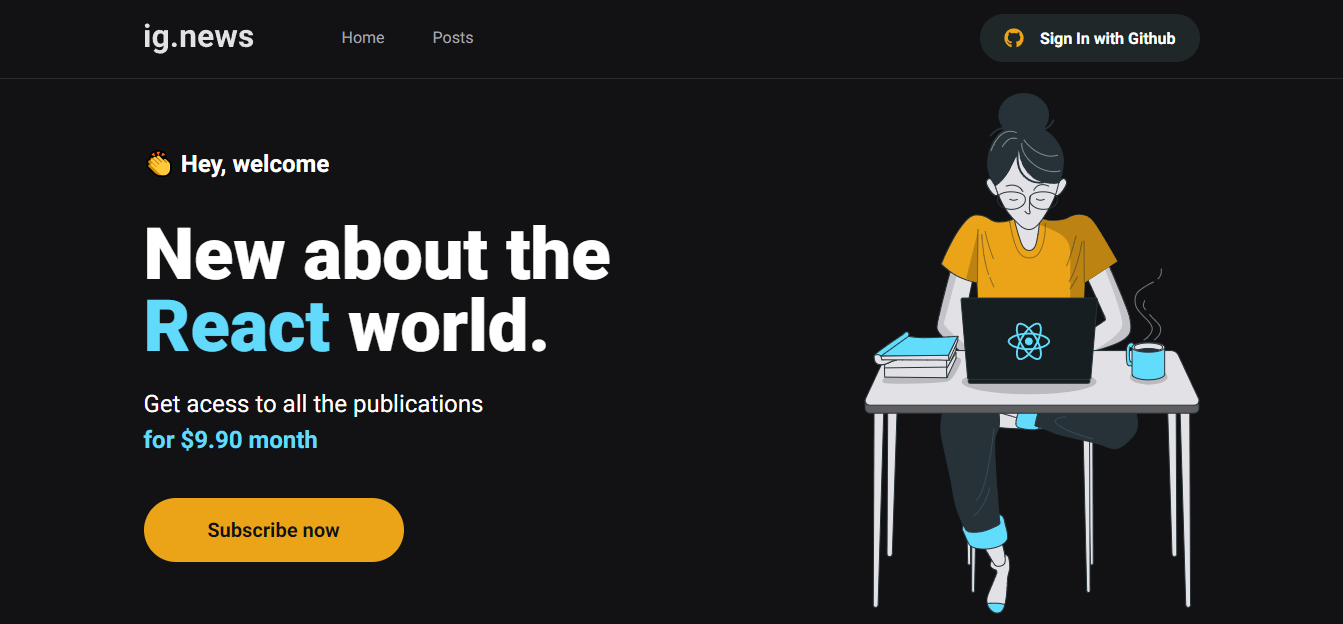 ig.news
Home
Posts
Sign In with Github
👏 Hey, welcome
New about the
React world.
Get acess to all the publications
for $9.90 month
Subscribe now